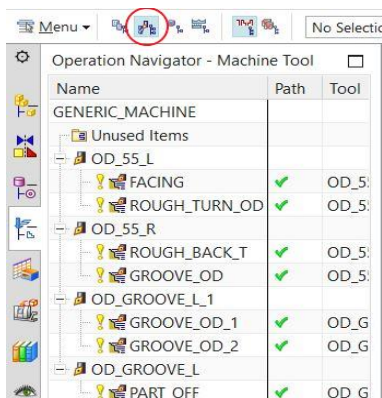 Menu No Selectio
Operation Navigator - Machine Tool
Name Path Tool
GENERIC_MACHINE
Unused Items
OD_55_L
FACING OD_5
ROUGH_TURN_OD OD_5
OD_55_R
ROUGH_BACK_T OD_5
GROOVE_OD OD_5
OD_GROOVE_L_1
GROOVE_OD_1 OD_G
GROOVE_OD_2 OD_G
OD_GROOVE_L
PART_OFF OD_G